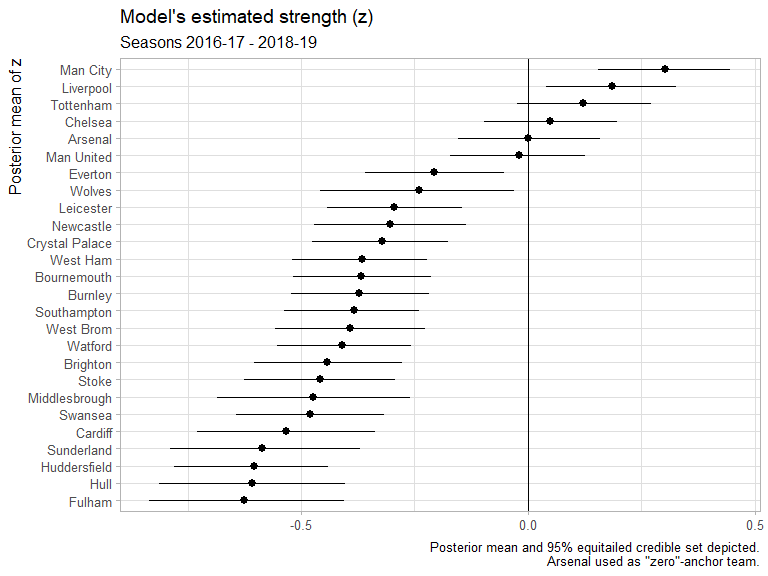 Model's estimated strength (z)
Seasons 2016-17 - 2018-19
Posterior mean of z
Man City
Liverpool
Tottenham
Chelsea
Arsenal
Man United
Everton
Wolves
Leicester
Newcastle
Crystal Palace
West Ham
Bournemouth
Burnley
Southampton
West Brom
Watford
Brighton
Stoke
Middlesbrough
Swansea
Cardiff
Sunderland
Huddersfield
Hull
Fulham
-0.5 0.0 0.5
Posterior mean and 95% equitailed credible set depicted.
Arsenal used as "zero"-anchor team.